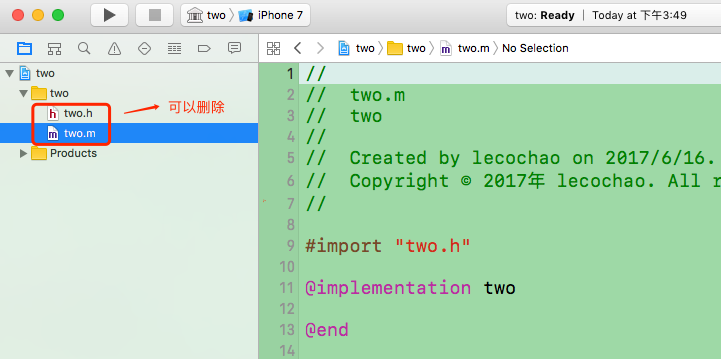 two
iPhone 7
two: Ready | Today at 下午3:49
two
two
two.m
No Selection
two
two
two.h
可以删除
two.m
Products
1 //
2 // two.m
3 // two
4 //
5 // Created by lecochao on 2017/6/16.
6 // Copyright © 2017年 lecochao. All
7 //
8
9 #import "two.h"
10
11 @implementation two
12
13 @end
14